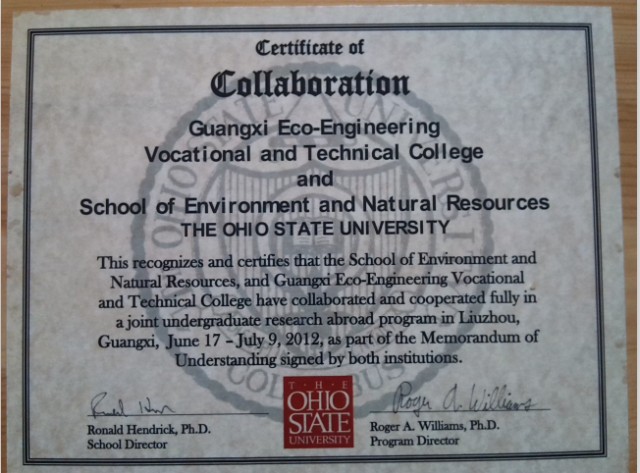 Certificate of
Collaboration
Guangxi Eco-Engineering
Vocational and Technical College
and
School of Environment and Natural Resources
THE OHIO STATE UNIVERSITY
This recognizes and certifies that the School of Environment and
Natural Resources, and Guangxi Eco-Engineering Vocational
and Technical College have collaborated and cooperated fully in
a joint undergraduate research abroad program in Liuzhou,
Guangxi, June 17 – July 9, 2012, as part of the Memorandum of
Understanding signed by both institutions.
Roger A. Williams
Ronald Hendrick, Ph.D.
School Director
THE
OHIO
STATE
UNIVERSITY
Roger A. Williams, Ph.D.
Program Director